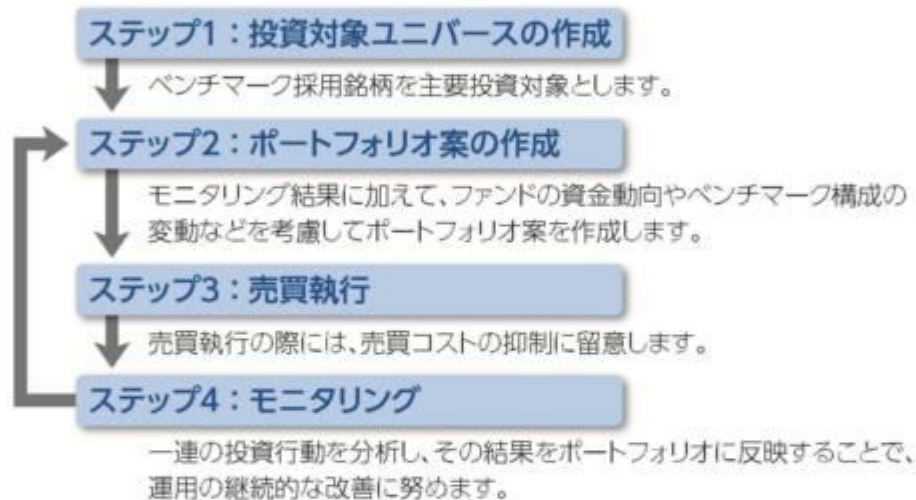 ステップ1：投資対象ユニバースの作成
ベンチマーク採用銘柄を主要投資対象とします。
ステップ2：ポートフォリオ案の作成
モニタリング結果に加えて、ファンドの資金動向やベンチマーク構成の
変動などを考慮してポートフォリオ案を作成します。
ステップ3：売買執行
売買執行の際には、売買コストの抑制に留意します。
ステップ4：モニタリング
一連の投資行動を分析し、その結果をポートフォリオに反映することで、
運用の継続的な改善に努めます。